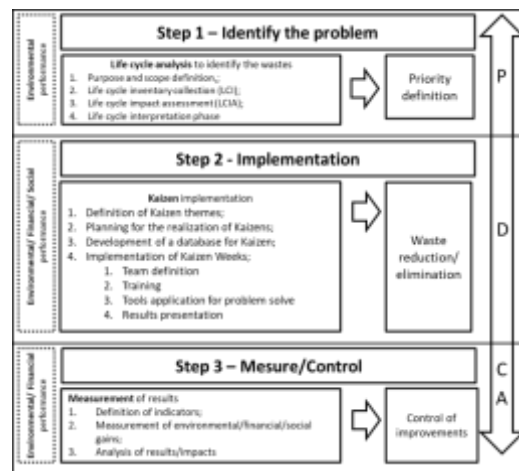 Step 1 – Identify the problem
Environmental
performance
Life cycle analysis to identify the wastes
1. Purpose and scope definition,;
2. Life cycle inventory collection (LCI);
3. Life cycle impact assessment (LCIA);
4. Life cycle interpretation phase
Priority
definition
P
Step 2 - Implementation
Environmental/ Financial/ Social
performance
Kaizen implementation
1. Definition of Kaizen themes;
2. Planning for the realization of Kaizens;
3. Development of a database for Kaizen;
4. Implementation of Kaizen Weeks;
1. Team definition
2. Training
3. Tools application for problem solve
4. Results presentation
Waste
reduction/
elimination
D
Step 3 – Mesure/Control
Environmental/ Financial
performance
Measurement of results
1. Definition of indicators;
2. Measurement of environmental/financial/social
gains;
3. Analysis of results/impacts
Control of
improvements
C
A